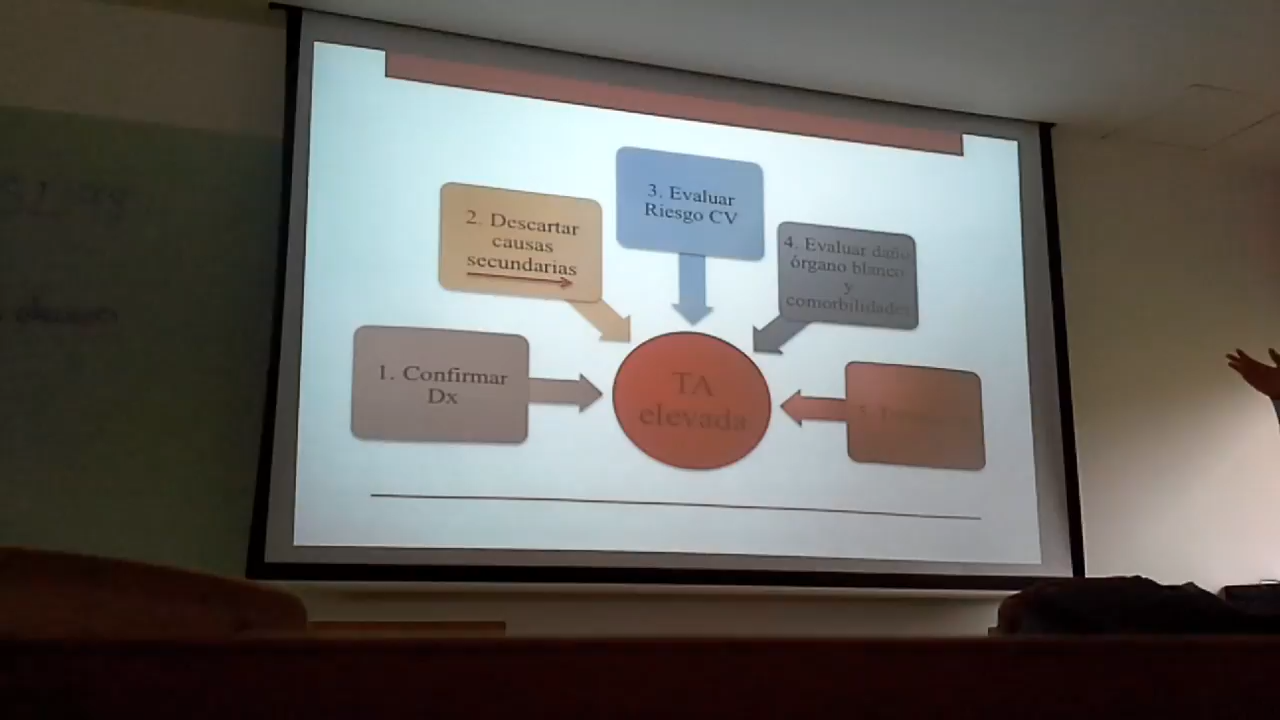 1. Confirmar
Dx
2. Descartar
causas
secundarias
3. Evaluar
Riesgo CV
4. Evaluar daño
órgano blanco
y
comorbilidades
5.
TA
elevada